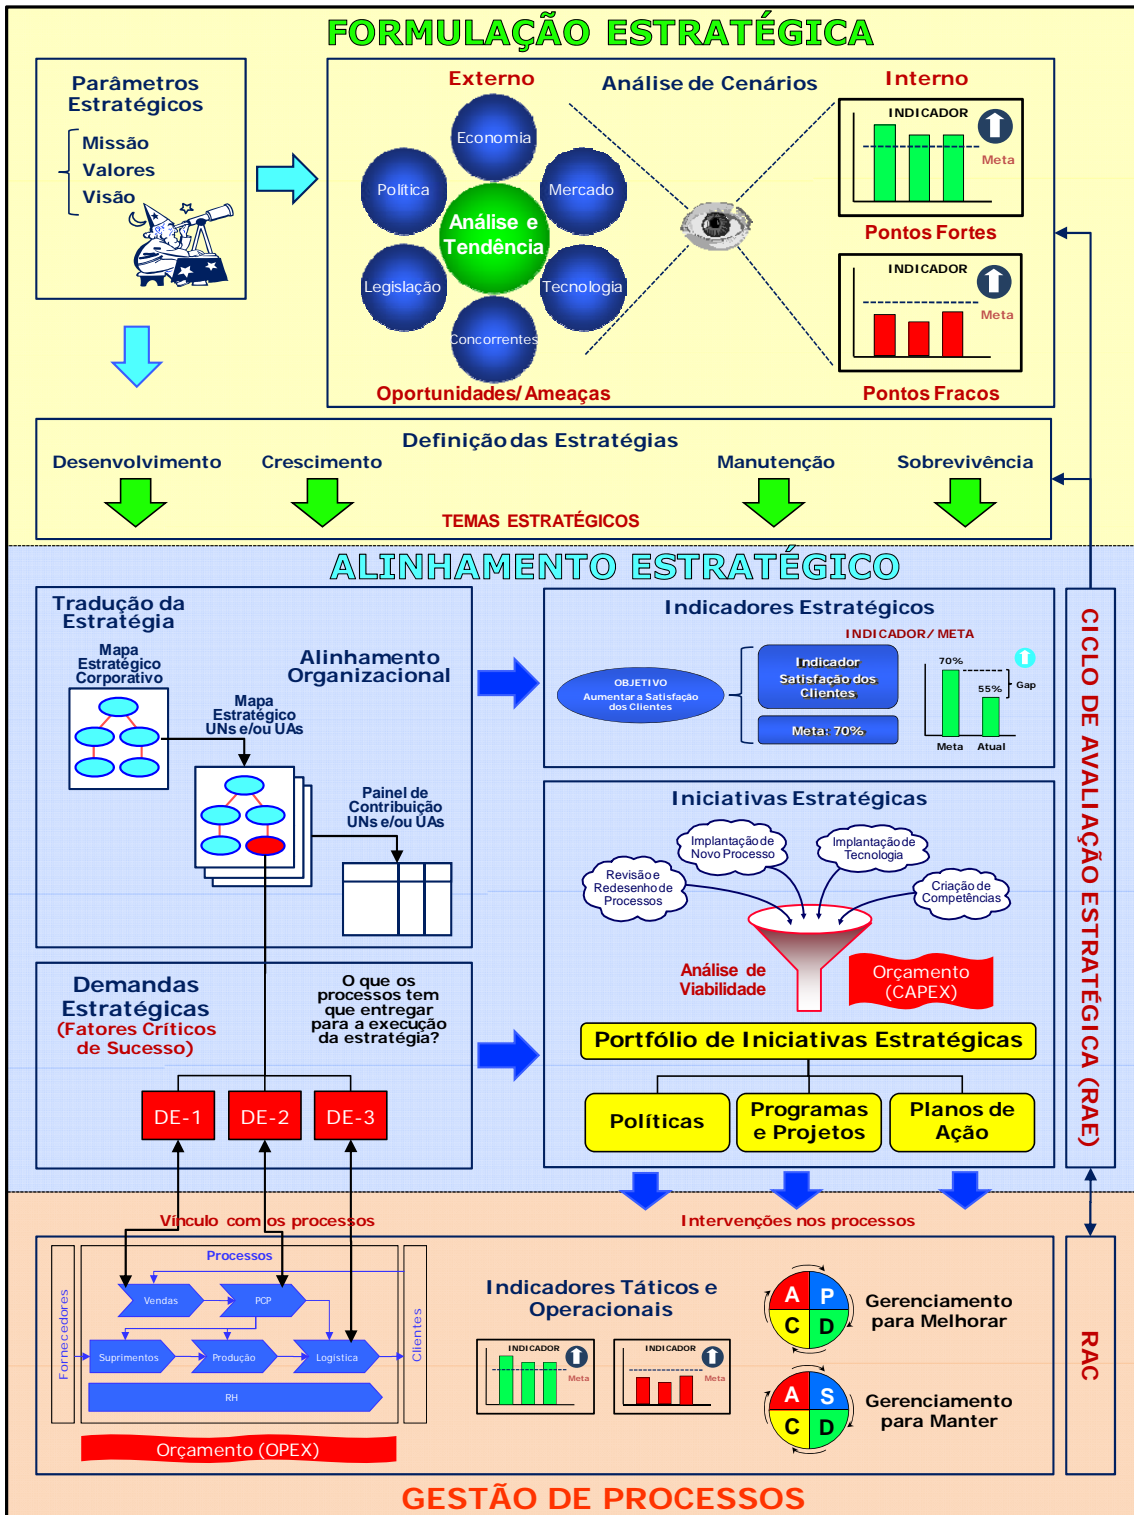 FORMULAÇÃO ESTRATÉGICA
Parâmetros
Estratégicos
Missão
Valores
Visão
Externo
Análise de Cenários
Interno
Economia
Política
Mercado
Análise e
Tendência
Legislação
Tecnologia
Concorrentes
Oportunidades/ Ameaças
INDICADOR
Meta
Pontos Fortes
INDICADOR
Meta
Pontos Fracos
Definição das Estratégias
Desenvolvimento
Crescimento
Manutenção
Sobrevivência
TEMAS ESTRATÉGICOS
ALINHAMENTO ESTRATÉGICO
Tradução da
Estratégia
Mapa
Estratégico
Corporativo
Alinhamento
Organizacional
Mapa
Estratégico
UNs e/ou UAs
Painel de
Contribuição
UNs e/ou UAs
Indicadores Estratégicos
INDICADOR/ META
OBJETIVO
Aumentar a Satisfação
dos Clientes
Indicador
Satisfação dos
Clientes
Meta: 70%
70%
55%
Gap
Meta
Atual
Iniciativas Estratégicas
Implantação de
Novo Processo
Implantação de
Tecnologia
Revisão e
Redesenho de
Processos
Criação de
Competências
Análise de
Viabilidade
Orçamento
(CAPEX)
Portfólio de Iniciativas Estratégicas
Políticas
Programas
e Projetos
Planos de
Ação
Demandas
Estratégicas
(Fatores Críticos
de Sucesso)
O que os
processos tem
que entregar
para a execução
da estratégia?
DE-1
DE-2
DE-3
CICLO DE AVALIAÇÃO ESTRATÉGICA (RAE)
Vínculo com os processos
Intervenções nos processos
Fornecedores
Processos
Clientes
Vendas
PCP
Suprimentos
Produção
Logística
RH
Orçamento (OPEX)
Indicadores Táticos e
Operacionais
INDICADOR
Meta
INDICADOR
Meta
A
P
C
D
Gerenciamento
para Melhorar
A
S
C
D
Gerenciamento
para Manter
RAC
GESTÃO DE PROCESSOS